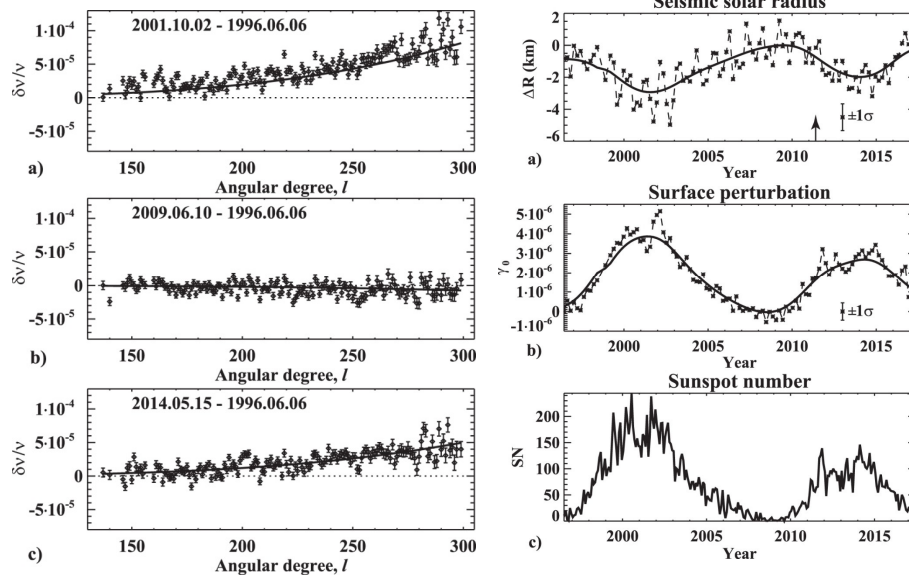 2001.10.02 - 1996.06.06
1·10⁻⁴
5·10⁻⁵
0
-5·10⁻⁵
δν/ν
150 200 250 300
a)
Angular degree, l
2009.06.10 - 1996.06.06
1·10⁻⁴
5·10⁻⁵
0
-5·10⁻⁵
δν/ν
150 200 250 300
b)
Angular degree, l
2014.05.15 - 1996.06.06
1·10⁻⁴
5·10⁻⁵
0
-5·10⁻⁵
δν/ν
150 200 250 300
c)
Angular degree, l
Seismic solar radius
2
0
-2
-4
-6
ΔR (km)
±1σ
2000 2005 2010 2015
a)
Year
Surface perturbation
5·10⁻⁶
4·10⁻⁶
3·10⁻⁶
2·10⁻⁶
1·10⁻⁶
0
-1·10⁻⁶
γ₀
±1σ
2000 2005 2010 2015
b)
Year
Sunspot number
200
150
100
50
0
SN
2000 2005 2010 2015
c)
Year